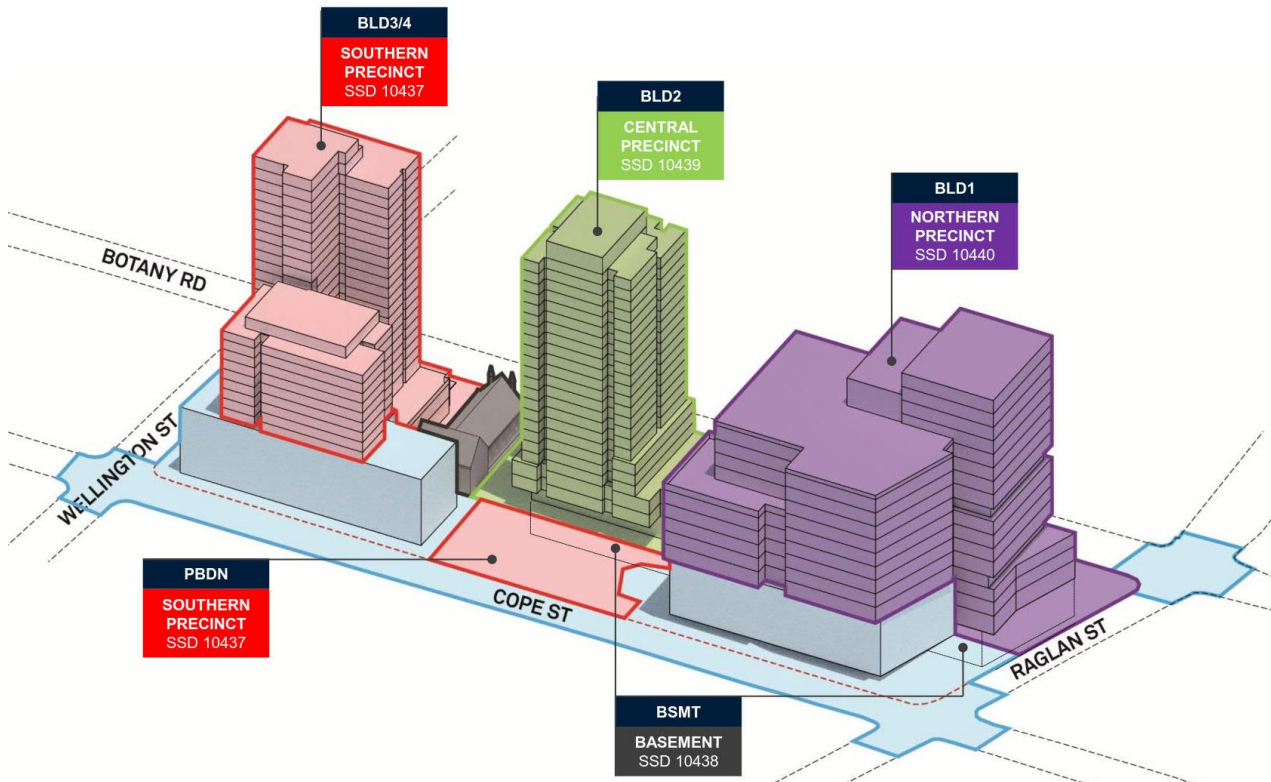 BLD3/4
SOUTHERN
PRECINCT
SSD 10437
BLD2
CENTRAL
PRECINCT
SSD 10439
BLD1
NORTHERN
PRECINCT
SSD 10440
BOTANY RD
WELLINGTON ST
PBDN
SOUTHERN
PRECINCT
SSD 10437
COPE ST
RAGLAN ST
BSMT
BASEMENT
SSD 10438